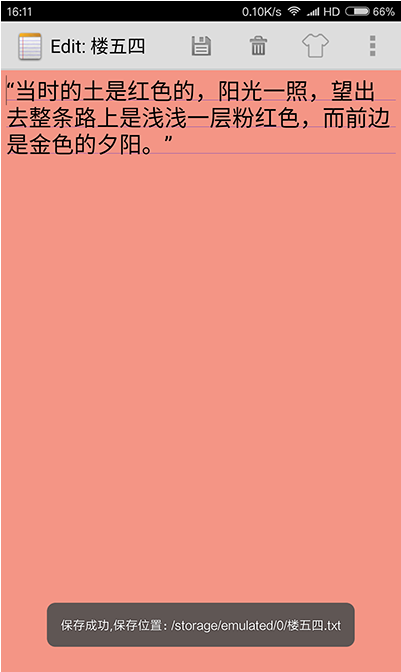 16:11 0.10K/s HD 66%
Edit: 楼五四
“当时的土是红色的，阳光一照，望出
去整条路上是浅浅一层粉红色，而前边
是金色的夕阳。”
保存成功,保存位置：/storage/emulated/0/楼五四.txt